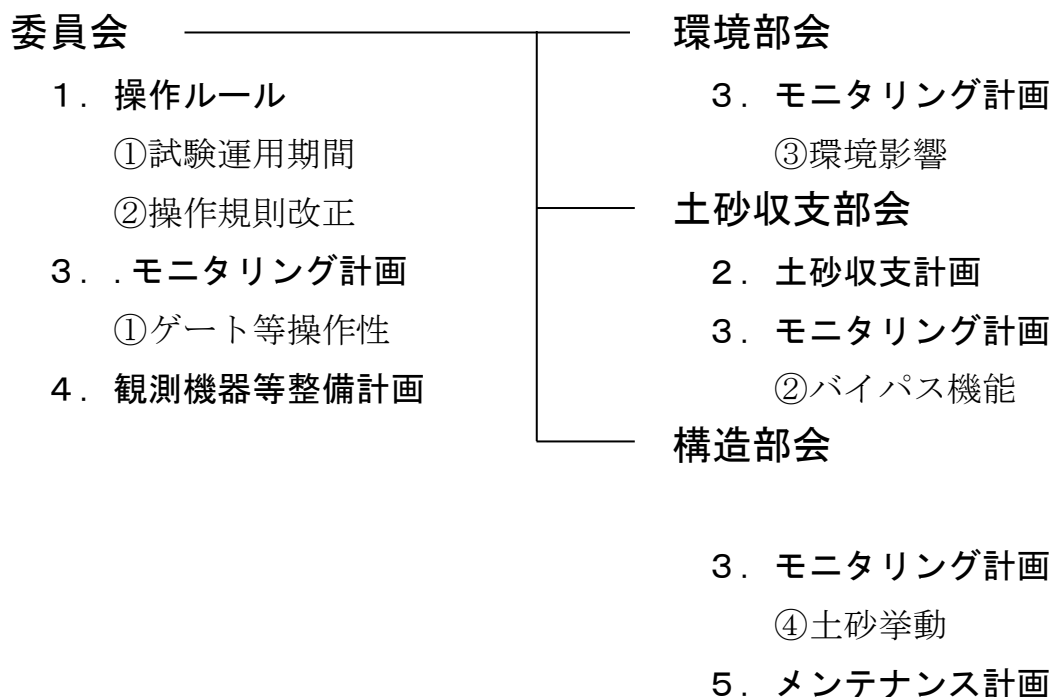 委員会
１．操作ルール
①試験運用期間
②操作規則改正
３．.モニタリング計画
①ゲート等操作性
４．観測機器等整備計画
環境部会
３．モニタリング計画
③環境影響
土砂収支部会
２．土砂収支計画
３．モニタリング計画
②バイパス機能
構造部会
３．モニタリング計画
④土砂挙動
５．メンテナンス計画